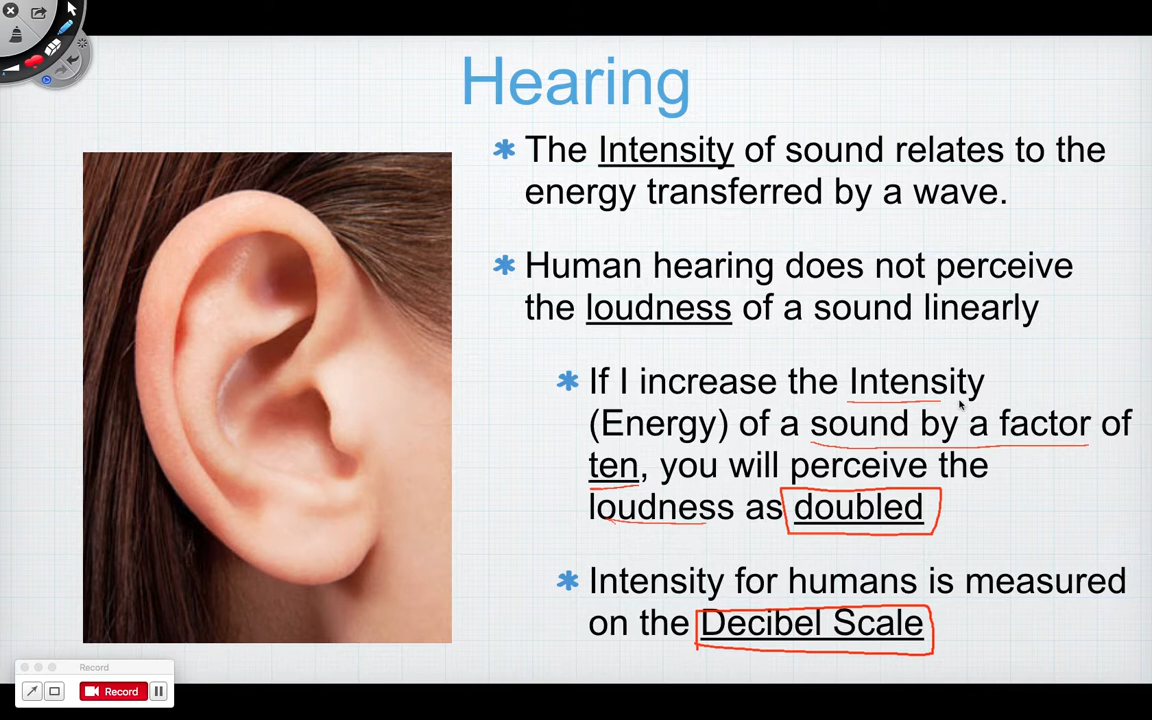 Hearing
The Intensity of sound relates to the
energy transferred by a wave.
Human hearing does not perceive
the loudness of a sound linearly
If I increase the Intensity
(Energy) of a sound by a factor of
ten, you will perceive the
loudness as doubled
Intensity for humans is measured
on the Decibel Scale
Record
Record